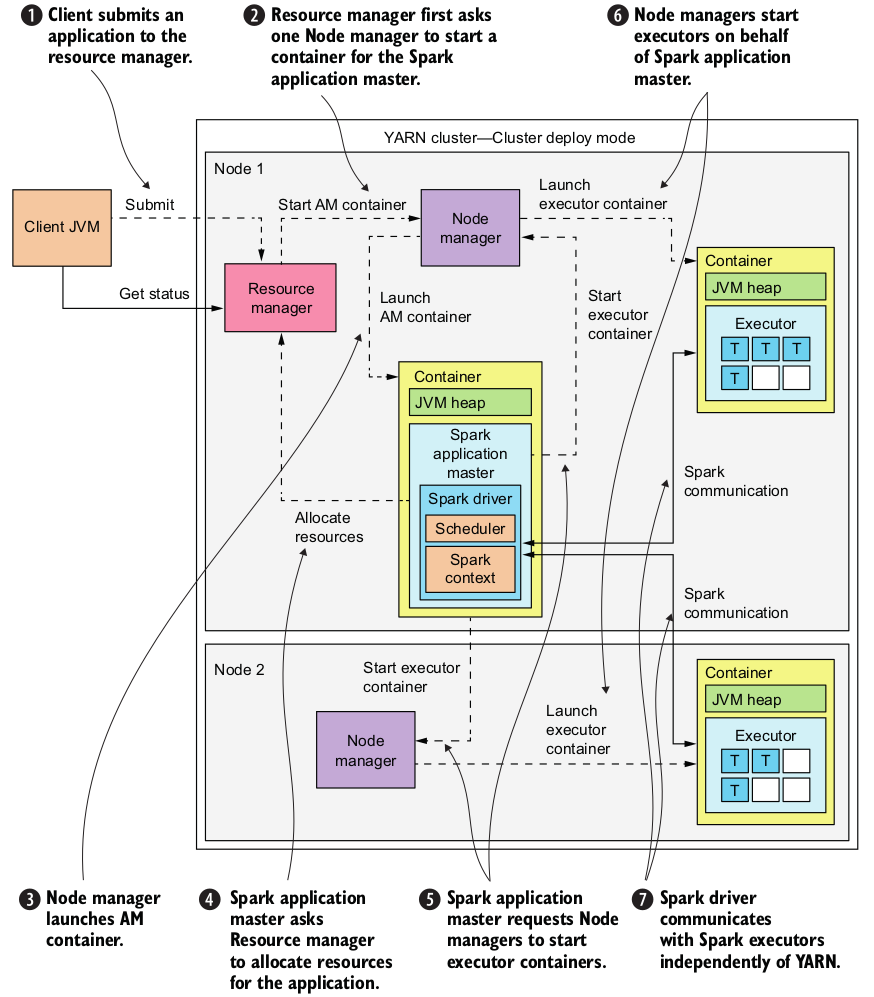 1 Client submits an
application to the
resource manager.
2 Resource manager first asks
one Node manager to start a
container for the Spark
application master.
6 Node managers start
executors on behalf
of Spark application
master.
YARN cluster—Cluster deploy mode
Node 1
Client JVM
Submit
Get status
Resource
manager
Start AM container
Node
manager
Launch
executor container
Launch
AM container
Start
executor
container
Container
JVM heap
Executor
T T T
T
Container
JVM heap
Spark
application
master
Spark driver
Scheduler
Spark
context
Allocate
resources
Spark
communication
Spark
communication
Node 2
Start executor
container
Node
manager
Launch
executor
container
Container
JVM heap
Executor
T T
T
3 Node manager
launches AM
container.
4 Spark application
master asks
Resource manager
to allocate resources
for the application.
5 Spark application
master requests Node
managers to start
executor containers.
7 Spark driver
communicates
with Spark executors
independently of YARN.